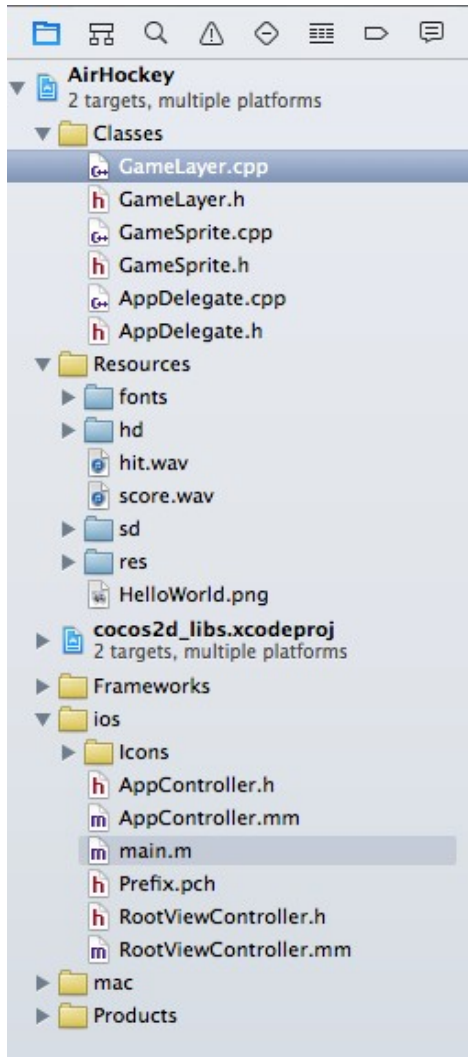 AirHockey
2 targets, multiple platforms
Classes
GameLayer.cpp
GameLayer.h
GameSprite.cpp
GameSprite.h
AppDelegate.cpp
AppDelegate.h
Resources
fonts
hd
hit.wav
score.wav
sd
res
HelloWorld.png
cocos2d_libs.xcodeproj
2 targets, multiple platforms
Frameworks
ios
Icons
AppController.h
AppController.mm
main.m
Prefix.pch
RootViewController.h
RootViewController.mm
mac
Products